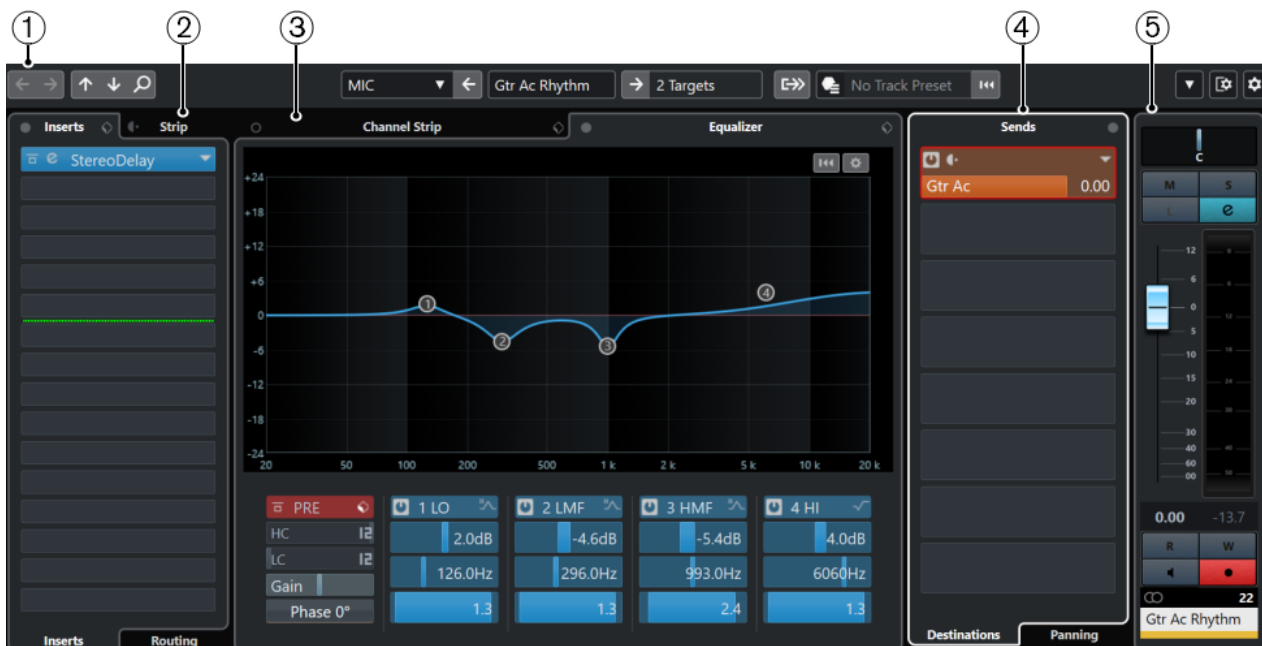 1 2 3 4 5
MIC Gtr Ac Rhythm 2 Targets No Track Preset
Inserts Strip Channel Strip Equalizer Sends
StereoDelay
Gtr Ac 0.00
C
M S
L e
+24
+18
+12
+6
0
-6
-12
-18
-24
20 50 100 200 500 1 k 2 k 5 k 10 k 20 k
1 2 3 4
12
6
0
5
10
15
20
30
40
60
00
PRE 1 LO 2 LMF 3 HMF 4 HI
HC 12 2.0dB -4.6dB -5.4dB 4.0dB
LC 12 126.0Hz 296.0Hz 993.0Hz 6060Hz
Gain 1.3 1.3 2.4 1.3
Phase 0°
0.00 -13.7
R W
22
Gtr Ac Rhythm
Inserts Routing Destinations Panning